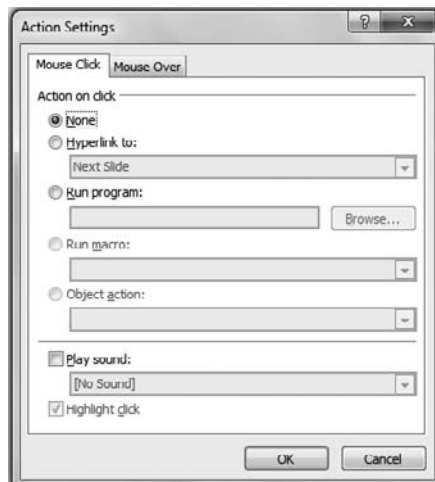 Action Settings
Mouse Click Mouse Over
Action on click
None
Hyperlink to:
Next Slide
Run program:
Browse...
Run macro:
Object action:
Play sound:
[No Sound]
Highlight click
OK Cancel